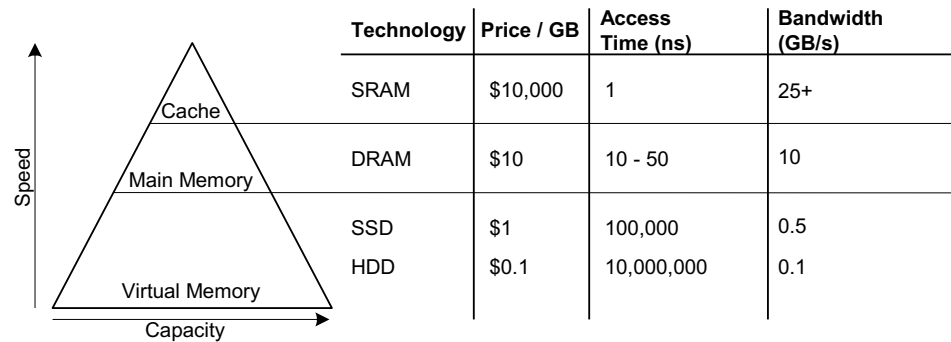 Technology Price / GB Access Time (ns) Bandwidth (GB/s)
Cache SRAM $10,000 1 25+
Main Memory DRAM $10 10 - 50 10
SSD $1 100,000 0.5
HDD $0.1 10,000,000 0.1
Virtual Memory
Speed
Capacity